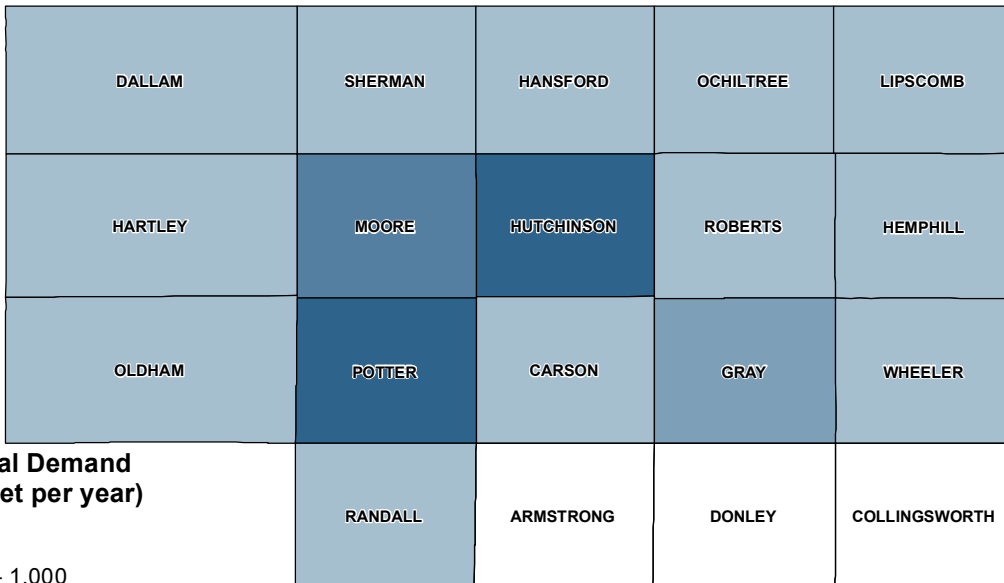 DALLAM SHERMAN HANSFORD OCHILTREE LIPSCOMB
HARTLEY MOORE HUTCHINSON ROBERTS HEMPHILL
OLDHAM POTTER CARSON GRAY WHEELER
al Demand
et per year)
RANDALL ARMSTRONG DONLEY COLLINGSWORTH
- 1,000